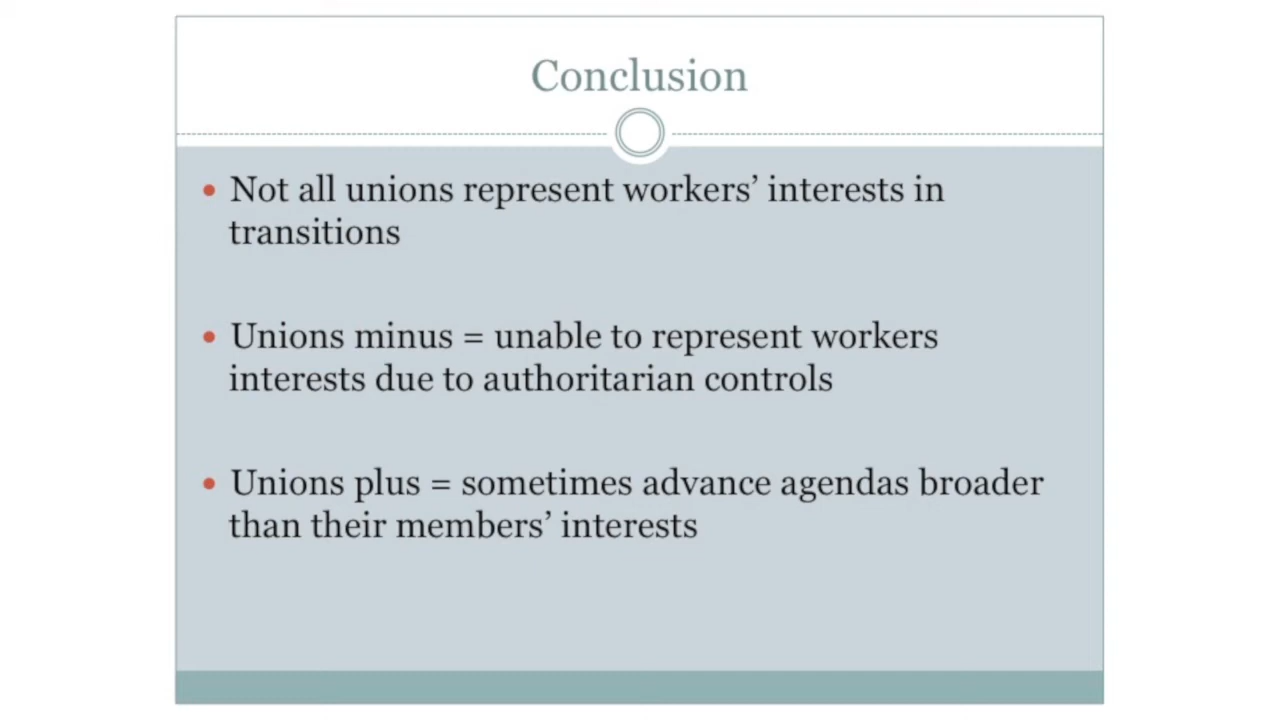 Conclusion
• Not all unions represent workers’ interests in
transitions
• Unions minus = unable to represent workers
interests due to authoritarian controls
• Unions plus = sometimes advance agendas broader
than their members’ interests